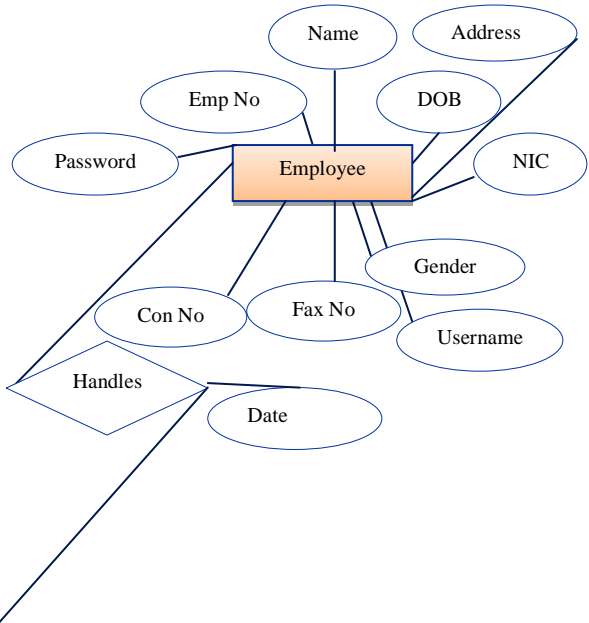 Name
Address
Emp No
DOB
Password
Employee
NIC
Gender
Con No
Fax No
Username
Handles
Date